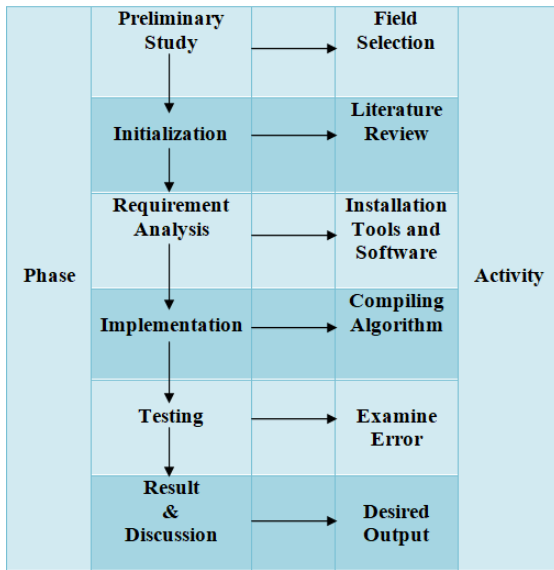 Preliminary
Study
Field
Selection
Initialization
Literature
Review
Requirement
Analysis
Installation
Tools and
Software
Phase
Activity
Implementation
Compiling
Algorithm
Testing
Examine
Error
Result
&
Discussion
Desired
Output